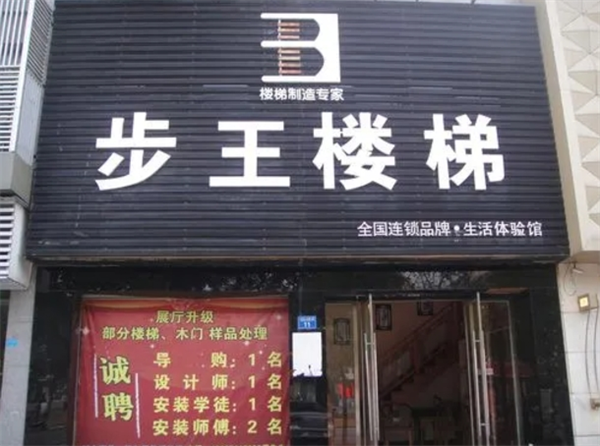 楼梯制造专家
步王楼梯
全国连锁品牌·生活体验馆
展厅升级
部分楼梯、木门 样品处理
诚聘
导 购:1名
设 计 师:1名
安装学徒:1名
安装师傅:2名
11